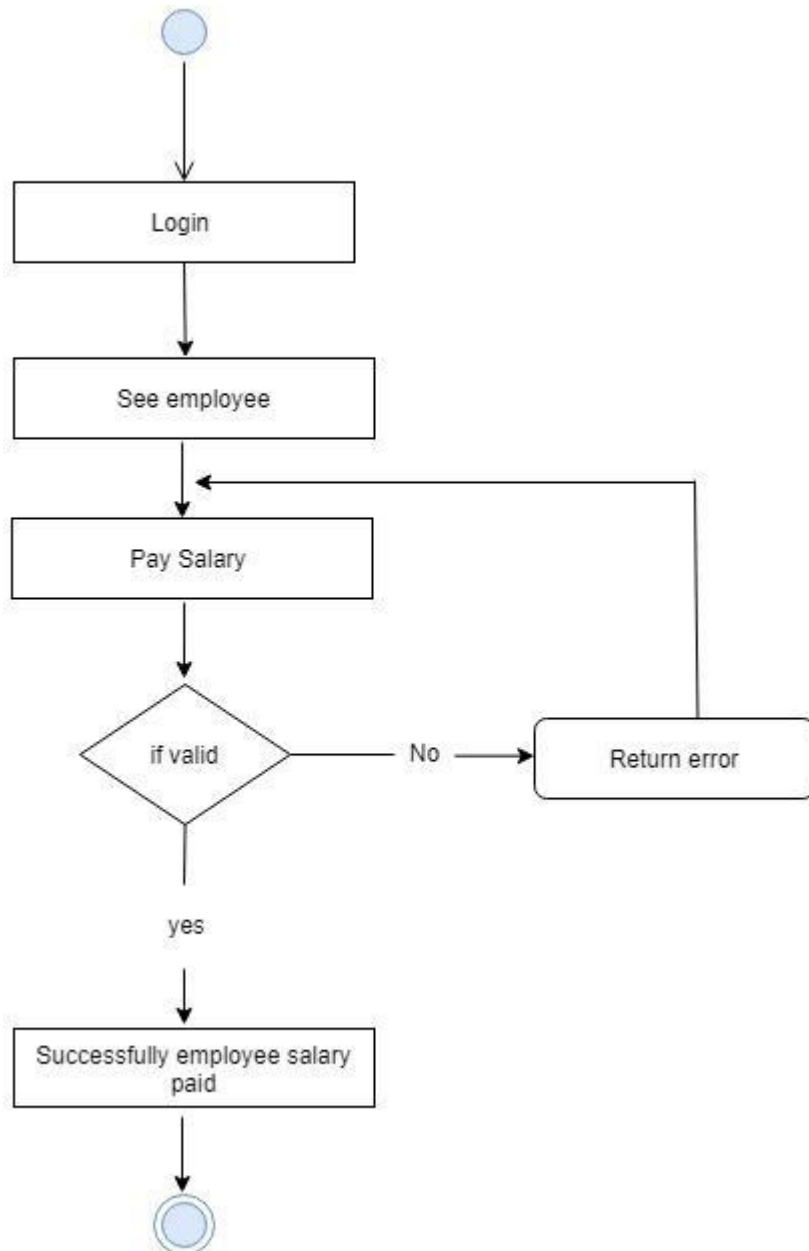 Login
See employee
Pay Salary
if valid
No
Return error
yes
Successfully employee salary
paid